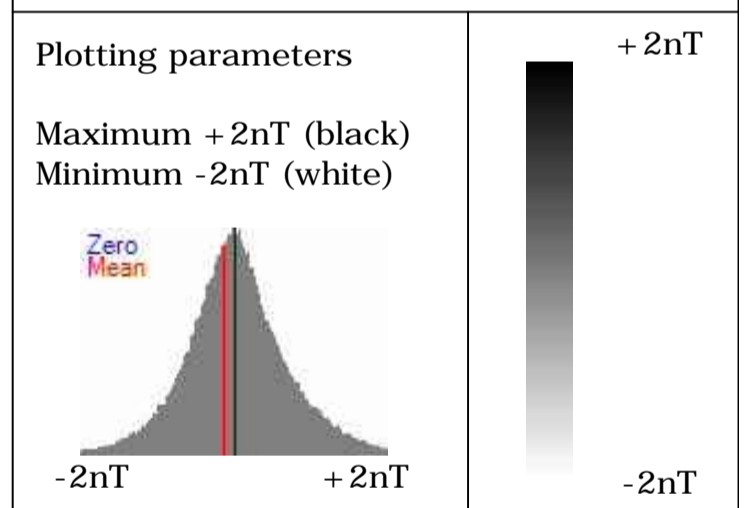 Plotting parameters
Maximum +2nT (black)
Minimum -2nT (white)
Zero
Mean
-2nT
+2nT
+2nT
-2nT